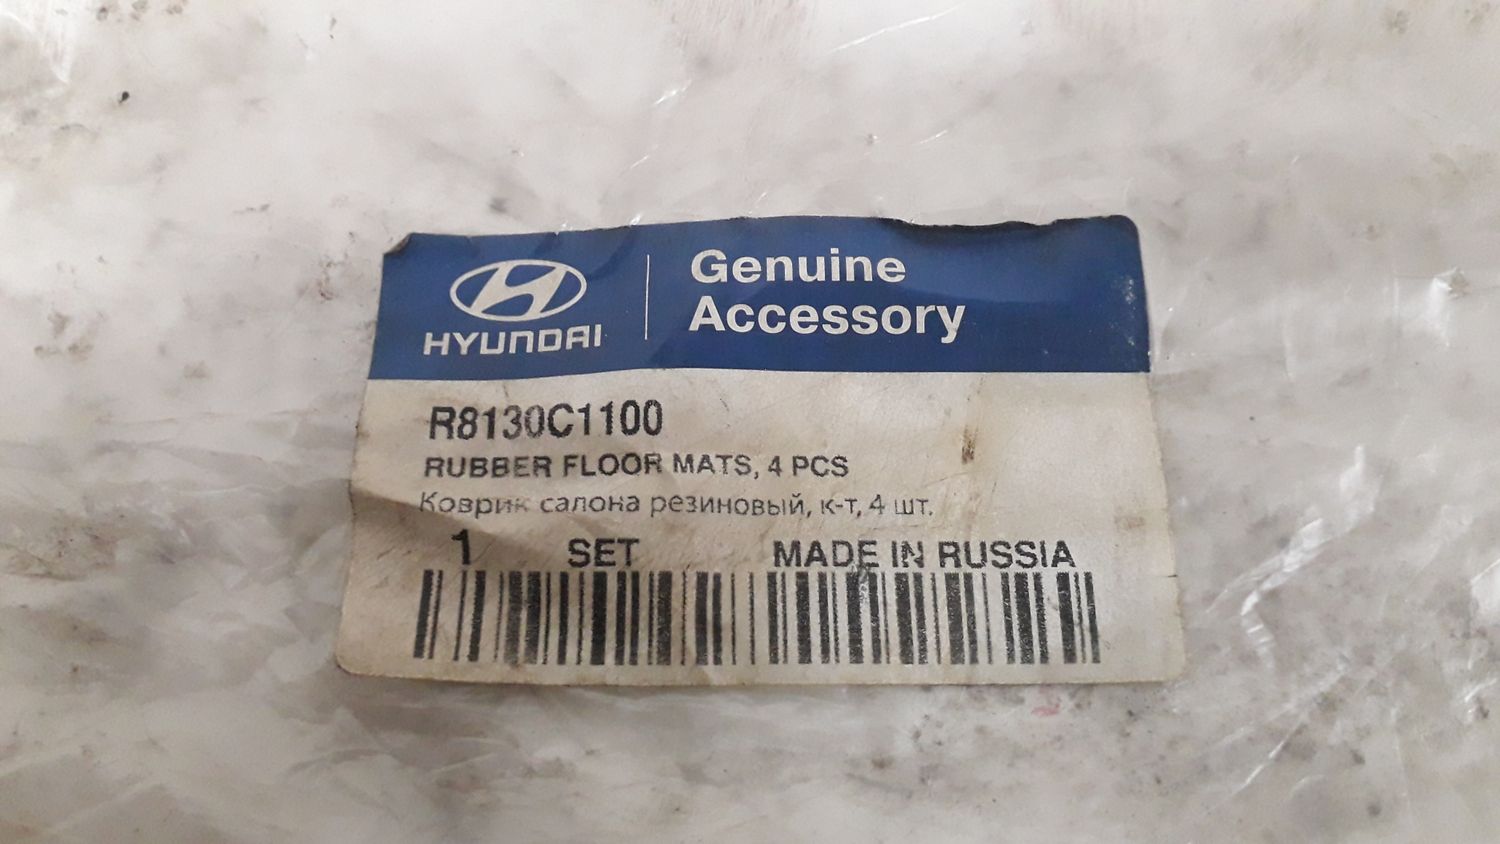 HYUNDAI
Genuine
Accessory
R8130C1100
RUBBER FLOOR MATS, 4 PCS
Коврик салона резиновый, к-т, 4 шт.
1 SET MADE IN RUSSIA